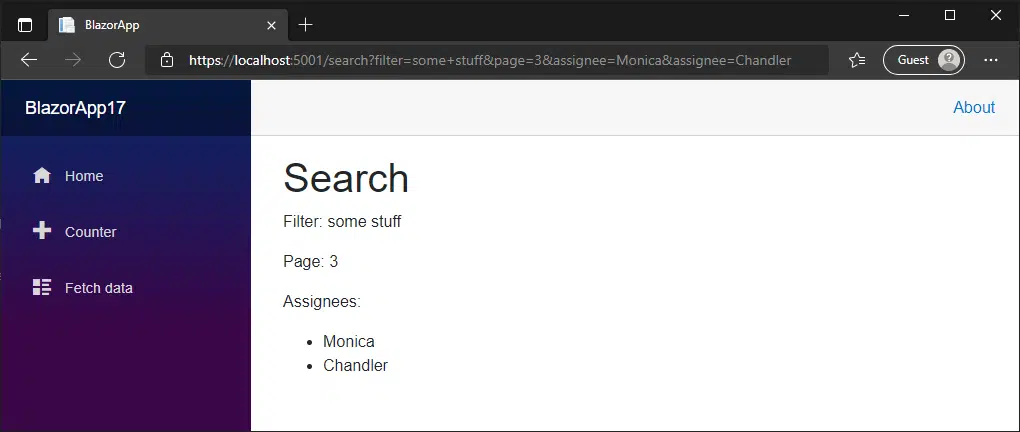 BlazorApp
https://localhost:5001/search?filter=some+stuff&page=3&assignee=Monica&assignee=Chandler
Guest
BlazorApp17
About
Home
Counter
Fetch data
Search
Filter: some stuff
Page: 3
Assignees:
Monica
Chandler